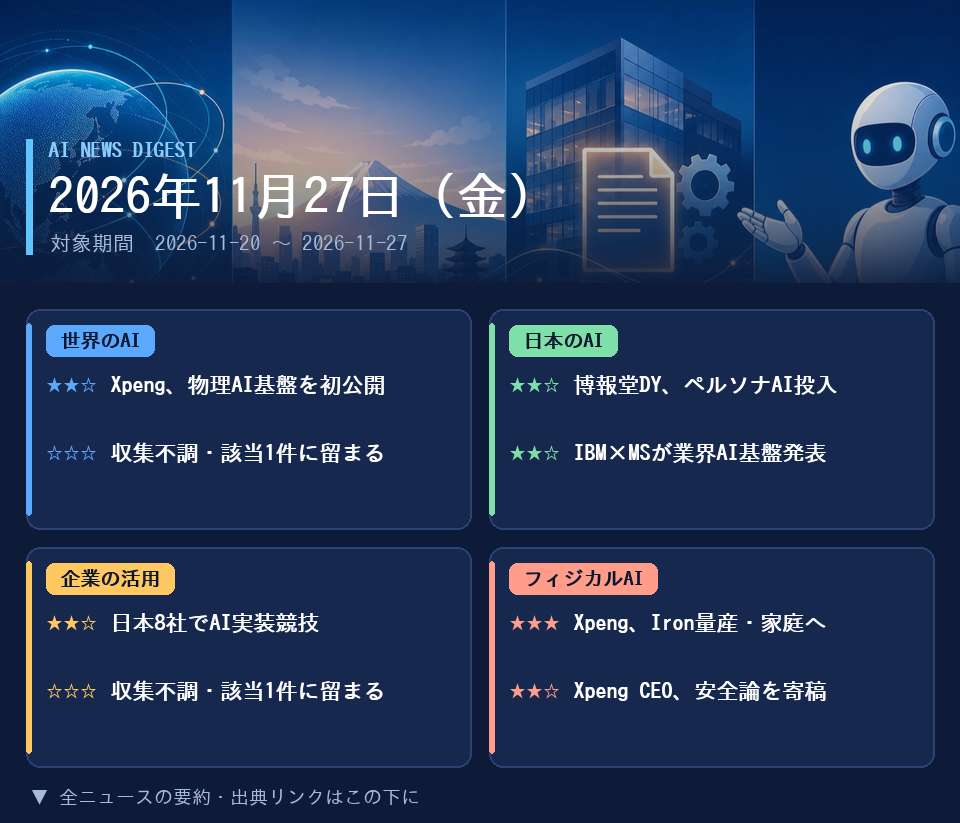 AI NEWS DIGEST
2026年11月27日（金）
対象期間　2026-11-20 ～ 2026-11-27
世界のAI
★★☆ Xpeng、物理AI基盤を初公開
☆☆☆ 収集不調・該当1件に留まる
日本のAI
★★☆ 博報堂DY、ペルソナAI投入
★★☆ IBM×MSが業界AI基盤発表
企業の活用
★★☆ 日本8社でAI実装競技
☆☆☆ 収集不調・該当1件に留まる
フィジカルAI
★★★ Xpeng、Iron量産・家庭へ
★★☆ Xpeng CEO、安全論を寄稿
▼ 全ニュースの要約・出典リンクはこの下に